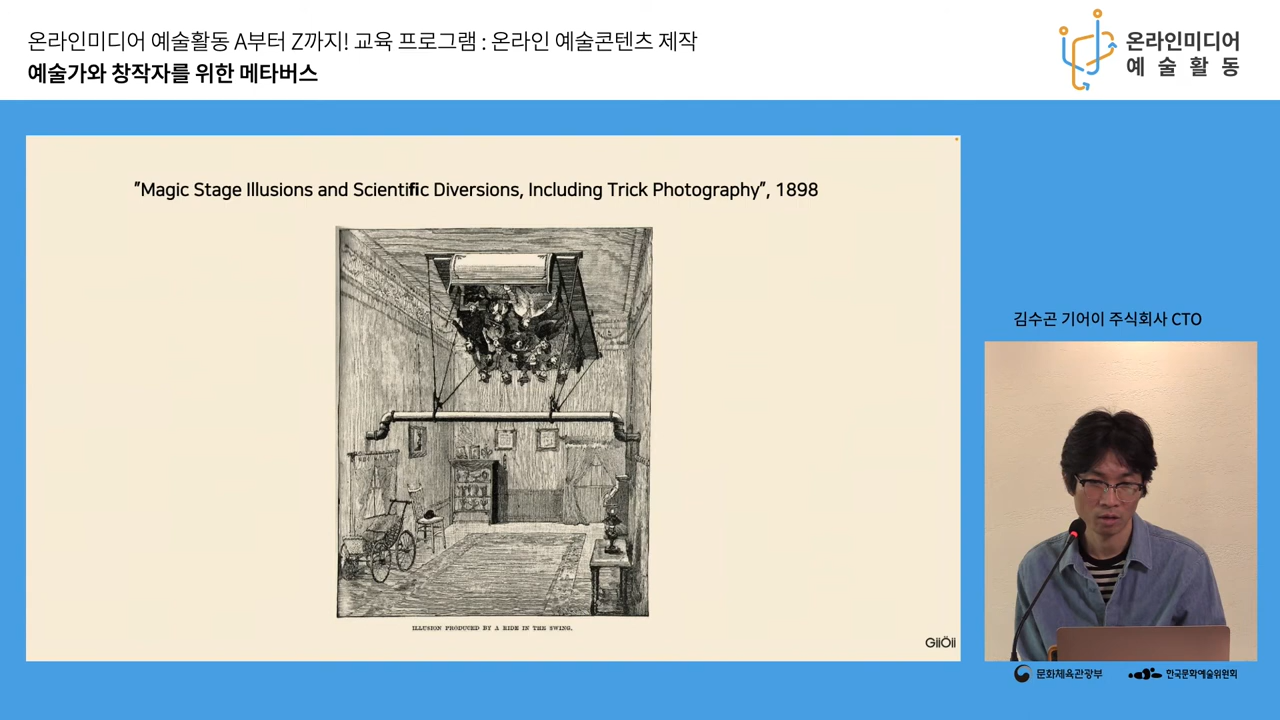 온라인미디어 예술활동 A부터 Z까지! 교육 프로그램 : 온라인 예술콘텐츠 제작
예술가와 창작자를 위한 메타버스
온라인미디어
예 술 활 동
"Magic Stage Illusions and Scientific Diversions, Including Trick Photography", 1898
ILLUSION PRODUCED BY A RIDE IN THE SWING.
GiiÖii
김수곤 기어이 주식회사 CTO
문화체육관광부
한국문화예술위원회